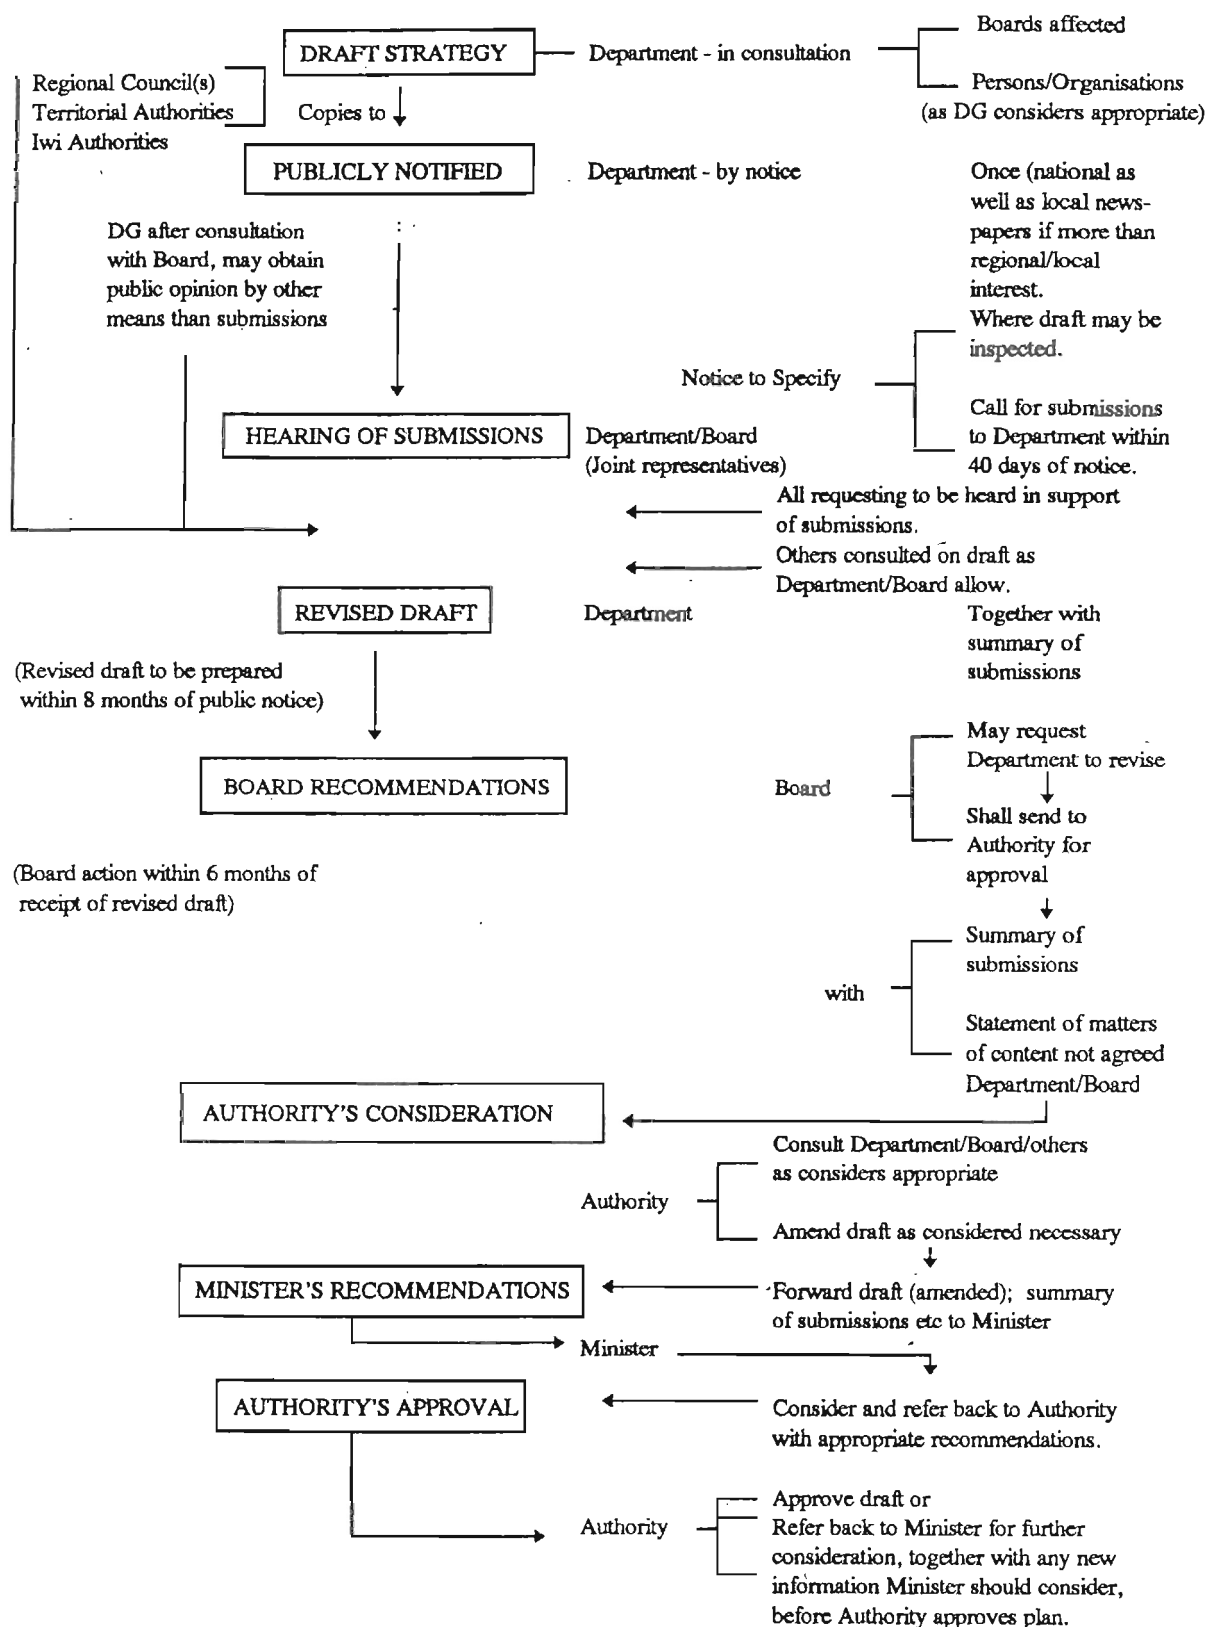 DRAFT STRATEGY
Department - in consultation
Boards affected
Persons/Organisations
(as DG considers appropriate)
Regional Council(s)
Territorial Authorities
Iwi Authorities
Copies to
PUBLICLY NOTIFIED
Department - by notice
Once (national as
well as local news-
papers if more than
regional/local
interest.
DG after consultation
with Board, may obtain
public opinion by other
means than submissions
Notice to Specify
Where draft may be
inspected.
Call for submissions
to Department within
40 days of notice.
HEARING OF SUBMISSIONS
Department/Board
(Joint representatives)
All requesting to be heard in support
of submissions.
Others consulted on draft as
Department/Board allow.
REVISED DRAFT
Department
Together with
summary of
submissions
(Revised draft to be prepared
within 8 months of public notice)
BOARD RECOMMENDATIONS
Board
May request
Department to revise
Shall send to
Authority for
approval
(Board action within 6 months of
receipt of revised draft)
with
Summary of
submissions
Statement of matters
of content not agreed
Department/Board
AUTHORITY'S CONSIDERATION
Authority
Consult Department/Board/others
as considers appropriate
Amend draft as considered necessary
MINISTER'S RECOMMENDATIONS
Forward draft (amended); summary
of submissions etc to Minister
Minister
AUTHORITY'S APPROVAL
Consider and refer back to Authority
with appropriate recommendations.
Authority
Approve draft or
Refer back to Minister for further
consideration, together with any new
information Minister should consider,
before Authority approves plan.